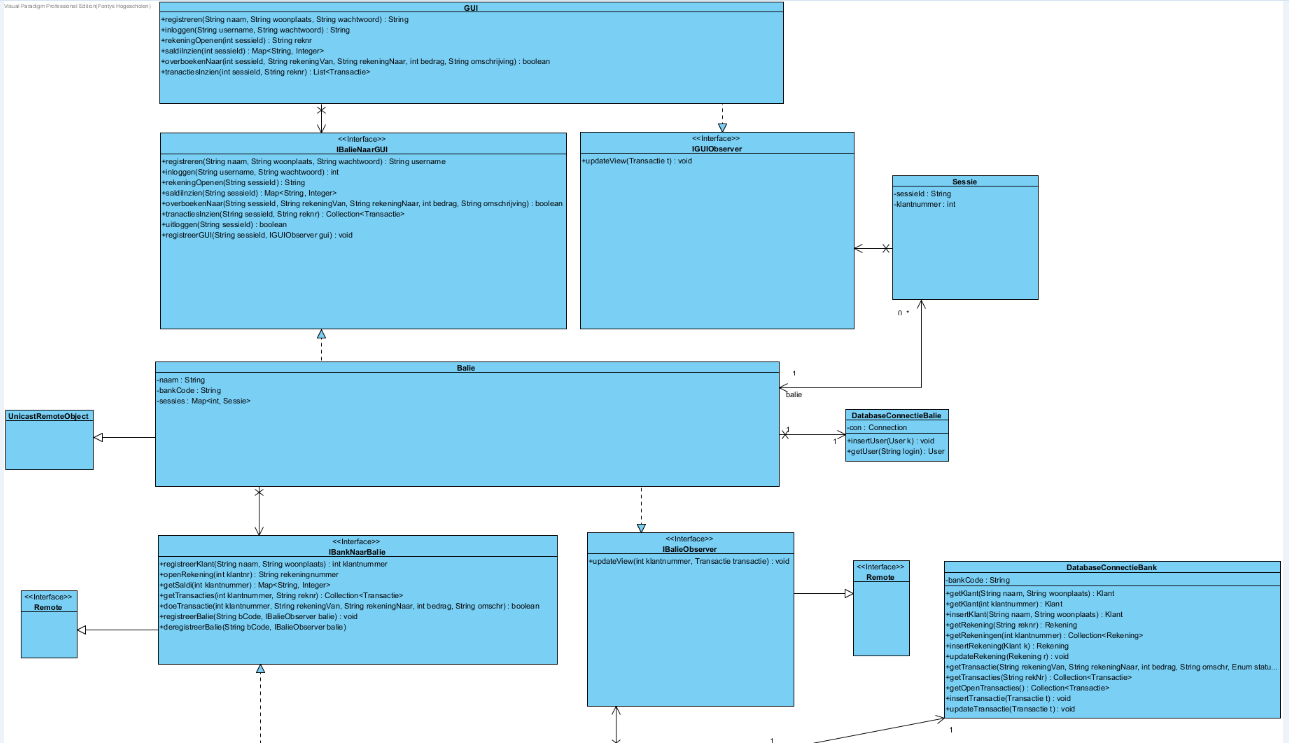 Visual Paradigm Professional Edition(Fontys Hogescholen)
GUI
+registreren(String naam, String woonplaats, String wachtwoord) : String
+inloggen(String username, String wachtwoord) : String
+rekeningOpenen(int sessieId) : String reknr
+saldiInzien(int sessieId) : Map<String, Integer>
+overboekenNaar(int sessieId, String rekeningVan, String rekeningNaar, int bedrag, String omschrijving) : boolean
+tranactiesInzien(int sessieId, String reknr) : List<Transactie>
<<Interface>>
IBalieNaarGUI
+registreren(String naam, String woonplaats, String wachtwoord) : String username
+inloggen(String username, String wachtwoord) : int
+rekeningOpenen(String sessieId) : String
+saldiInzien(String sessieId) : Map<String, Integer>
+overboekenNaar(String sessieId, String rekeningVan, String rekeningNaar, int bedrag, String omschrijving) : boolean
+tranactiesInzien(String sessieId, String reknr) : Collection<Transactie>
+uitloggen(String sessieId) : boolean
+registreerGUI(String sessieId, IGUIObserver gui) : void
<<Interface>>
IGUIObserver
+updateView(Transactie t) : void
Sessie
-sessieId : String
-klantnummer : int
0..*
1
balie
Balie
-naam : String
-bankCode : String
-sessies : Map<int, Sessie>
UnicastRemoteObject
1
1
DatabaseConnectieBalie
-con : Connection
+insertUser(User k) : void
+getUser(String login) : User
<<Interface>>
IBankNaarBalie
+registreerKlant(String naam, String woonplaats) : int klantnummer
+openRekening(int klantnr) : String rekeningnummer
+getSaldi(int klantnummer) : Map<String, Integer>
+getTransacties(int klantnummer, String reknr) : Collection<Transactie>
+doeTransactie(int klantnummer, String rekeningVan, String rekeningNaar, int bedrag, String omschr) : boolean
+registreerBalie(String bCode, IBalieObserver balie) : void
+deregistreerBalie(String bCode, IBalieObserver balie)
<<Interface>>
Remote
<<Interface>>
IBalieObserver
+updateView(int klantnummer, Transactie transactie) : void
<<Interface>>
Remote
DatabaseConnectieBank
-bankCode : String
+getKlant(String naam, String woonplaats) : Klant
+getKlant(int klantnummer) : Klant
+insertKlant(String naam, String woonplaats) : Klant
+getRekening(String reknr) : Rekening
+getRekeningen(int klantnummer) : Collection<Rekening>
+insertRekening(Klant k) : Rekening
+updateRekening(Rekening r) : void
+getTransactie(String rekeningVan, String rekeningNaar, int bedrag, String omschr, Enum statu...
+getTransacties(String rekNr) : Collection<Transactie>
+getOpenTransacties() : Collection<Transactie>
+insertTransactie(Transactie t) : void
+updateTransactie(Transactie t) : void
1
1